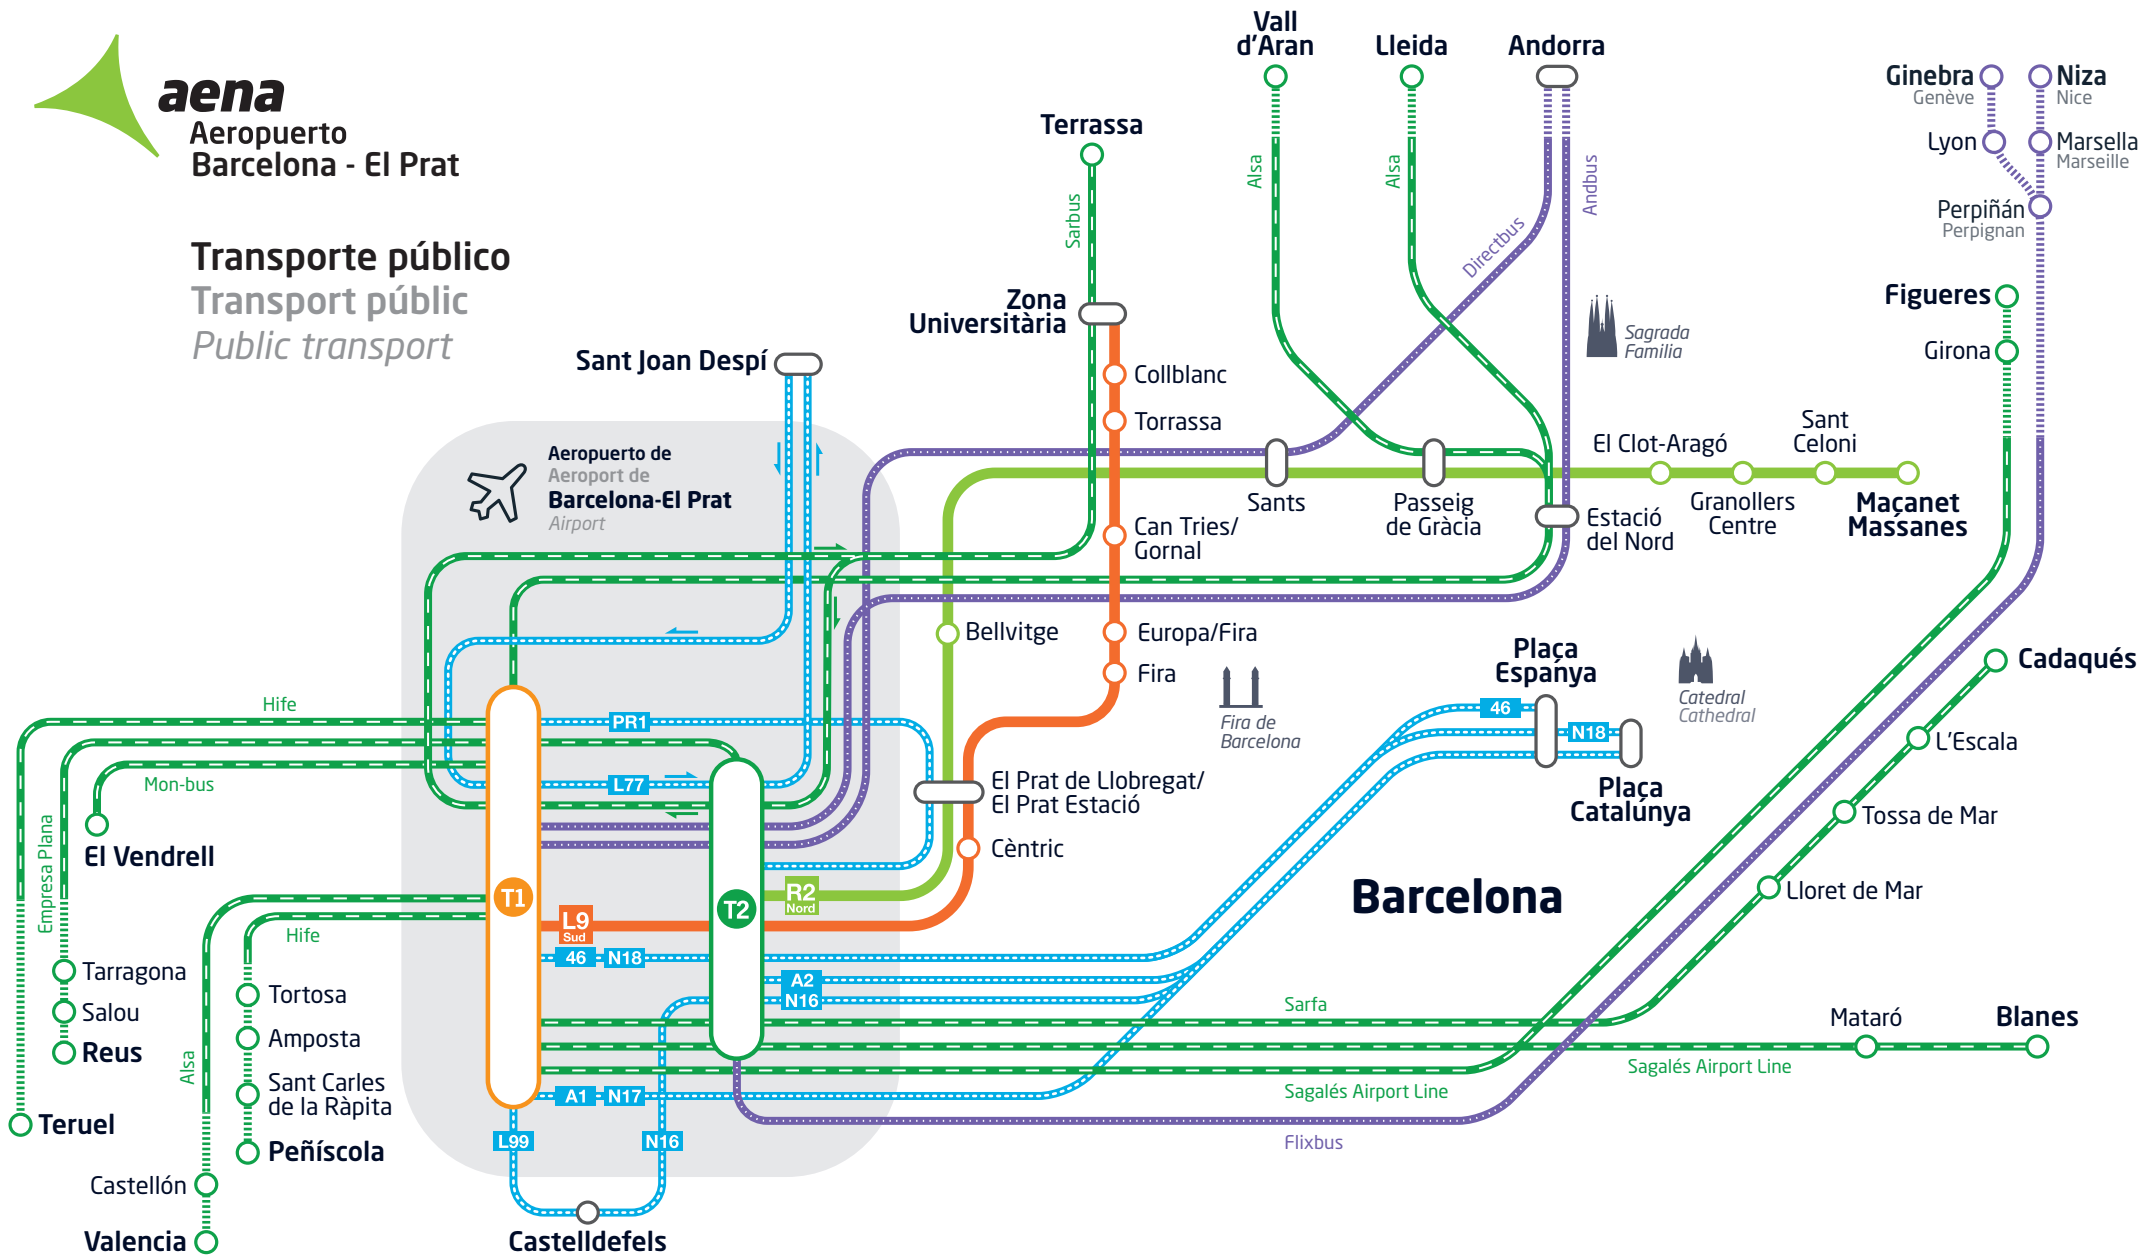 aena
Aeropuerto
Barcelona - El Prat
Transporte público
Transport públic
Public transport
Vall
d'Aran
Lleida
Andorra
Ginebra
Genève
Niza
Nice
Lyon
Marsella
Marseille
Perpiñán
Perpignan
Terrassa
Sarbus
Alsa
Alsa
Andbus
Directbus
Zona
Universitària
Sant Joan Despí
Collblanc
Torrassa
Can Tries/
Gornal
Europa/Fira
Fira
Sagrada
Familia
Figueres
Girona
Aeropuerto de
Aeroport de
Barcelona-El Prat
Airport
Sants
Passeig
de Gràcia
Estació
del Nord
El Clot-Aragó
Granollers
Centre
Sant
Celoni
Maçanet
Massanes
Bellvitge
Fira de
Barcelona
Plaça
Espanya
Catedral
Cathedral
Cadaqués
L'Escala
Tossa de Mar
Lloret de Mar
46
N18
Plaça
Catalunya
Hife
PR1
L77
Mon-bus
El Vendrell
Empresa Plana
El Prat de Llobregat/
El Prat Estació
Cèntric
Barcelona
T1
T2
R2
Nord
L9
Sud
46
N18
A2
N16
Hife
Tarragona
Salou
Reus
Tortosa
Amposta
Sant Carles
de la Ràpita
Peñíscola
Alsa
Teruel
Castellón
Valencia
Sarfa
Mataró
Blanes
Sagalés Airport Line
Sagalés Airport Line
A1
N17
L99
N16
Flixbus
Castelldefels